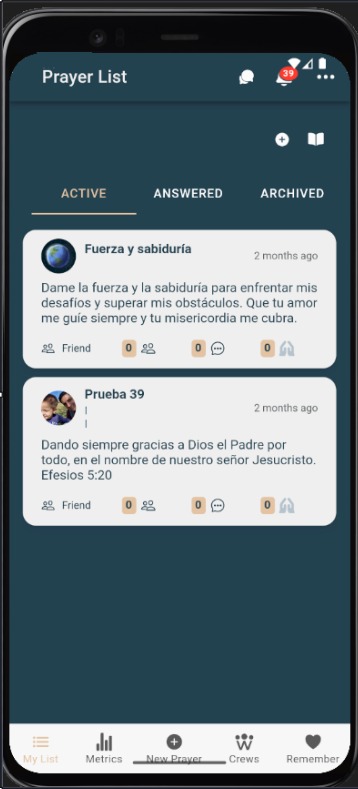 Prayer List
39
ACTIVE ANSWERED ARCHIVED
Fuerza y sabiduría
2 months ago
Dame la fuerza y la sabiduría para enfrentar mis
desafíos y superar mis obstáculos. Que tu amor
me guíe siempre y tu misericordia me cubra.
Friend 0 0 0
Prueba 39
2 months ago
|
|
Dando siempre gracias a Dios el Padre por
todo, en el nombre de nuestro señor Jesucristo.
Efesios 5:20
Friend 0 0 0
My List Metrics New Prayer Crews Remember